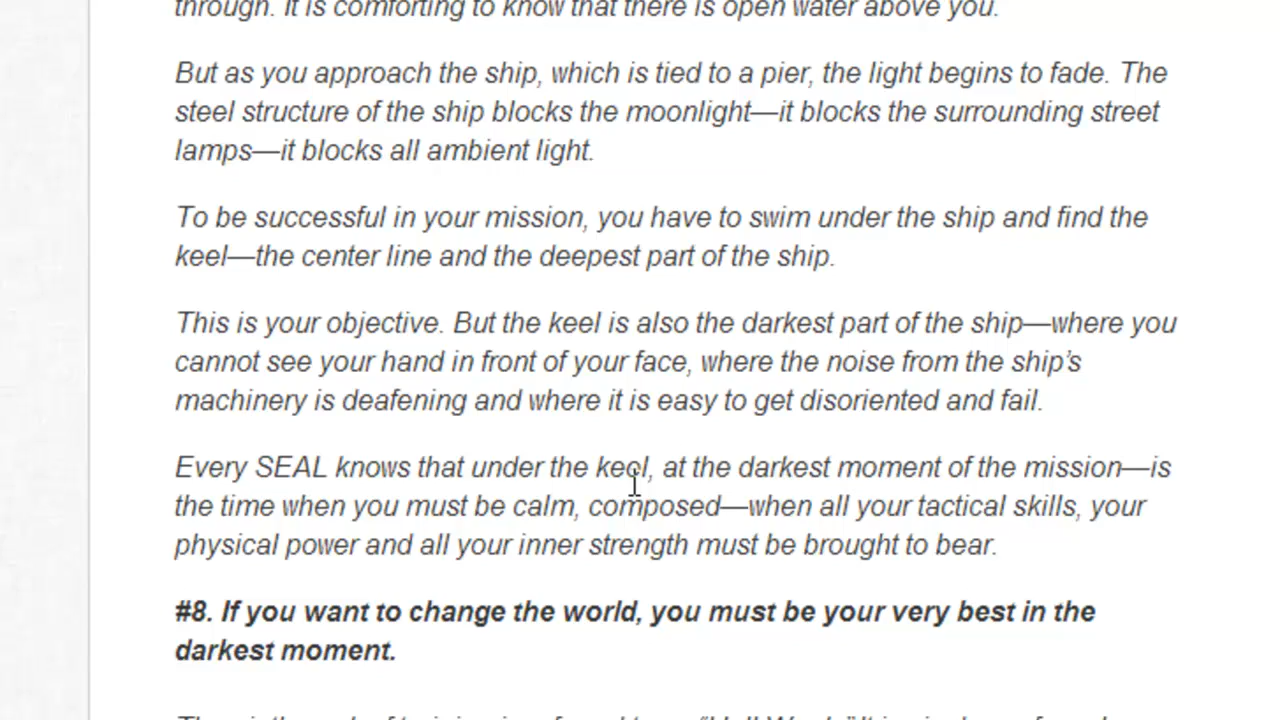 through. It is comforting to know that there is open water above you.
But as you approach the ship, which is tied to a pier, the light begins to fade. The
steel structure of the ship blocks the moonlight—it blocks the surrounding street
lamps—it blocks all ambient light.
To be successful in your mission, you have to swim under the ship and find the
keel—the center line and the deepest part of the ship.
This is your objective. But the keel is also the darkest part of the ship—where you
cannot see your hand in front of your face, where the noise from the ship’s
machinery is deafening and where it is easy to get disoriented and fail.
Every SEAL knows that under the keel, at the darkest moment of the mission—is
the time when you must be calm, composed—when all your tactical skills, your
physical power and all your inner strength must be brought to bear.
#8. If you want to change the world, you must be your very best in the
darkest moment.